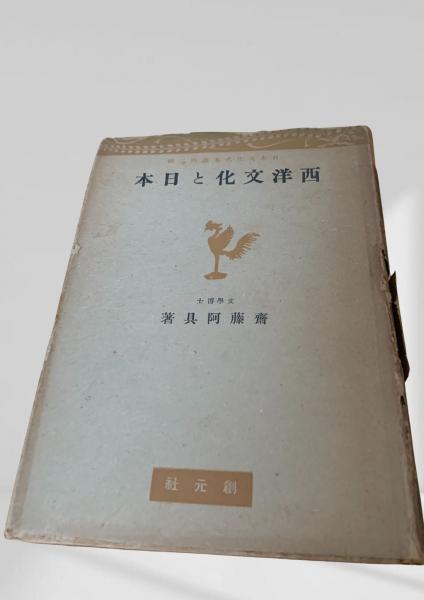 西洋文化と日本
文學博士
齋藤阿具著
創元社